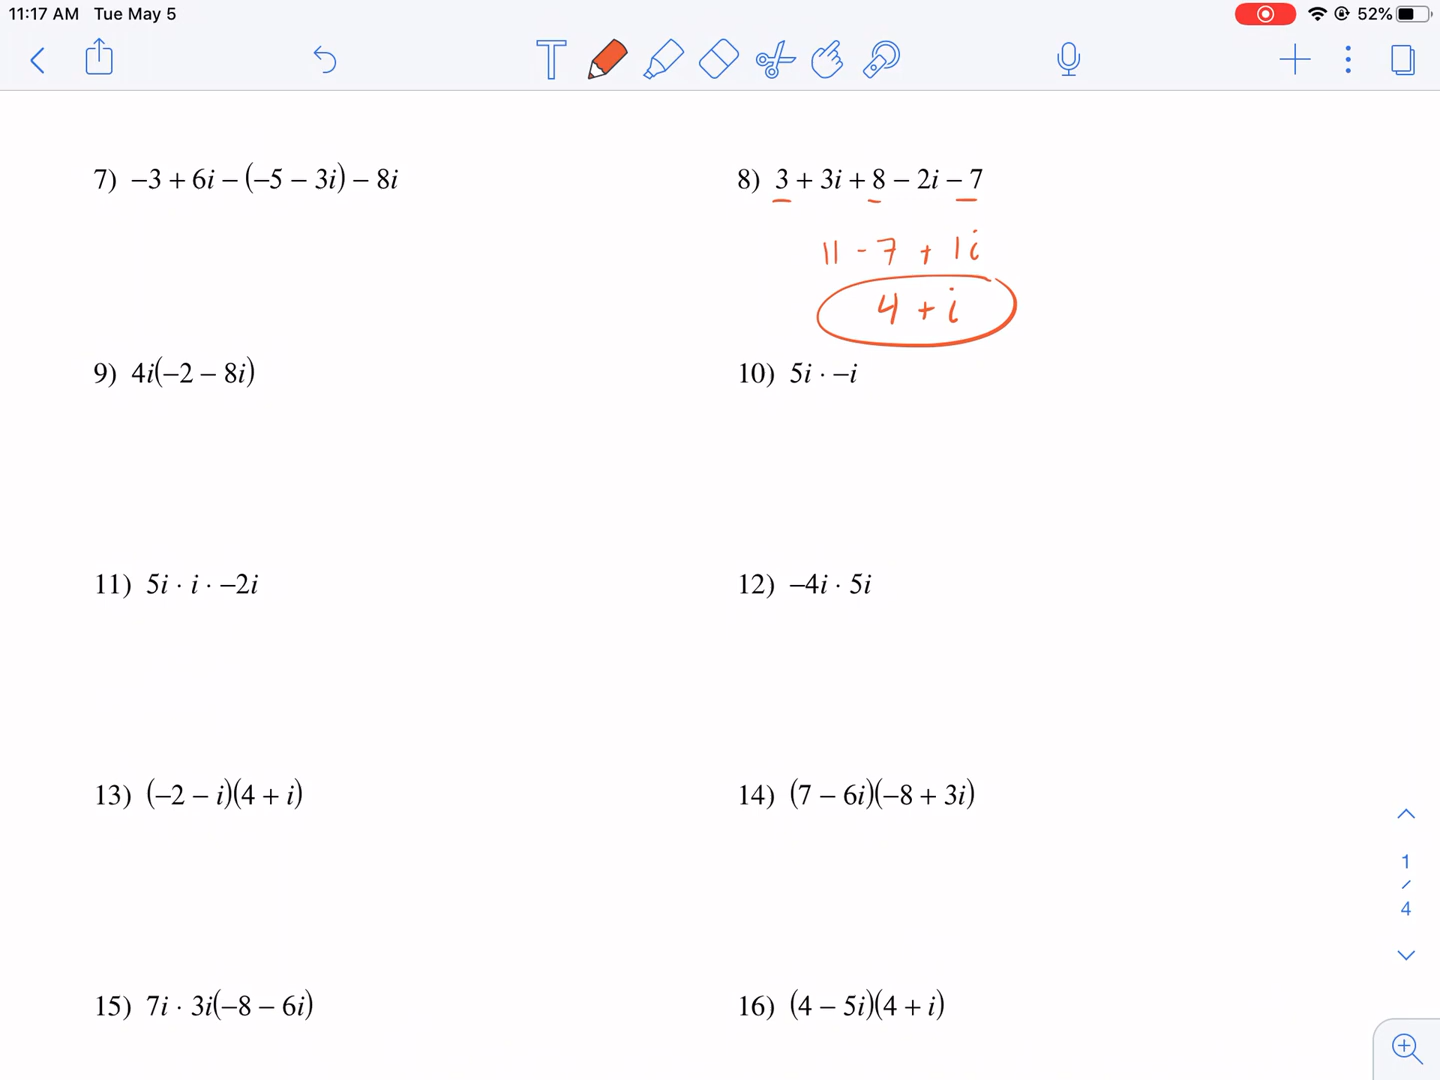 11:17 AM Tue May 5 52%
7) −3 + 6i − (−5 − 3i) − 8i
8) 3 + 3i + 8 − 2i − 7
11 - 7 + 1i
4 + i
9) 4i(−2 − 8i)
10) 5i · −i
11) 5i · i · −2i
12) −4i · 5i
13) (−2 − i)(4 + i)
14) (7 − 6i)(−8 + 3i)
1
/
4
15) 7i · 3i(−8 − 6i)
16) (4 − 5i)(4 + i)